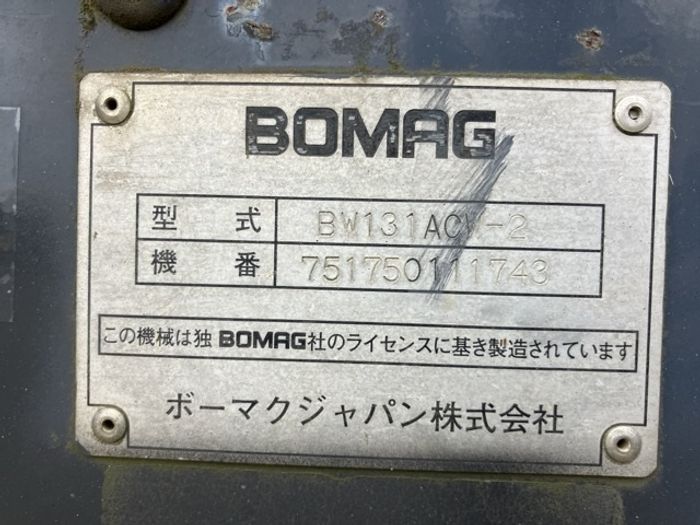 BOMAG
型式 BW131ACW-2
機番 751750111743
この機械は独BOMAG社のライセンスに基き製造されています
ボーマクジャパン株式会社